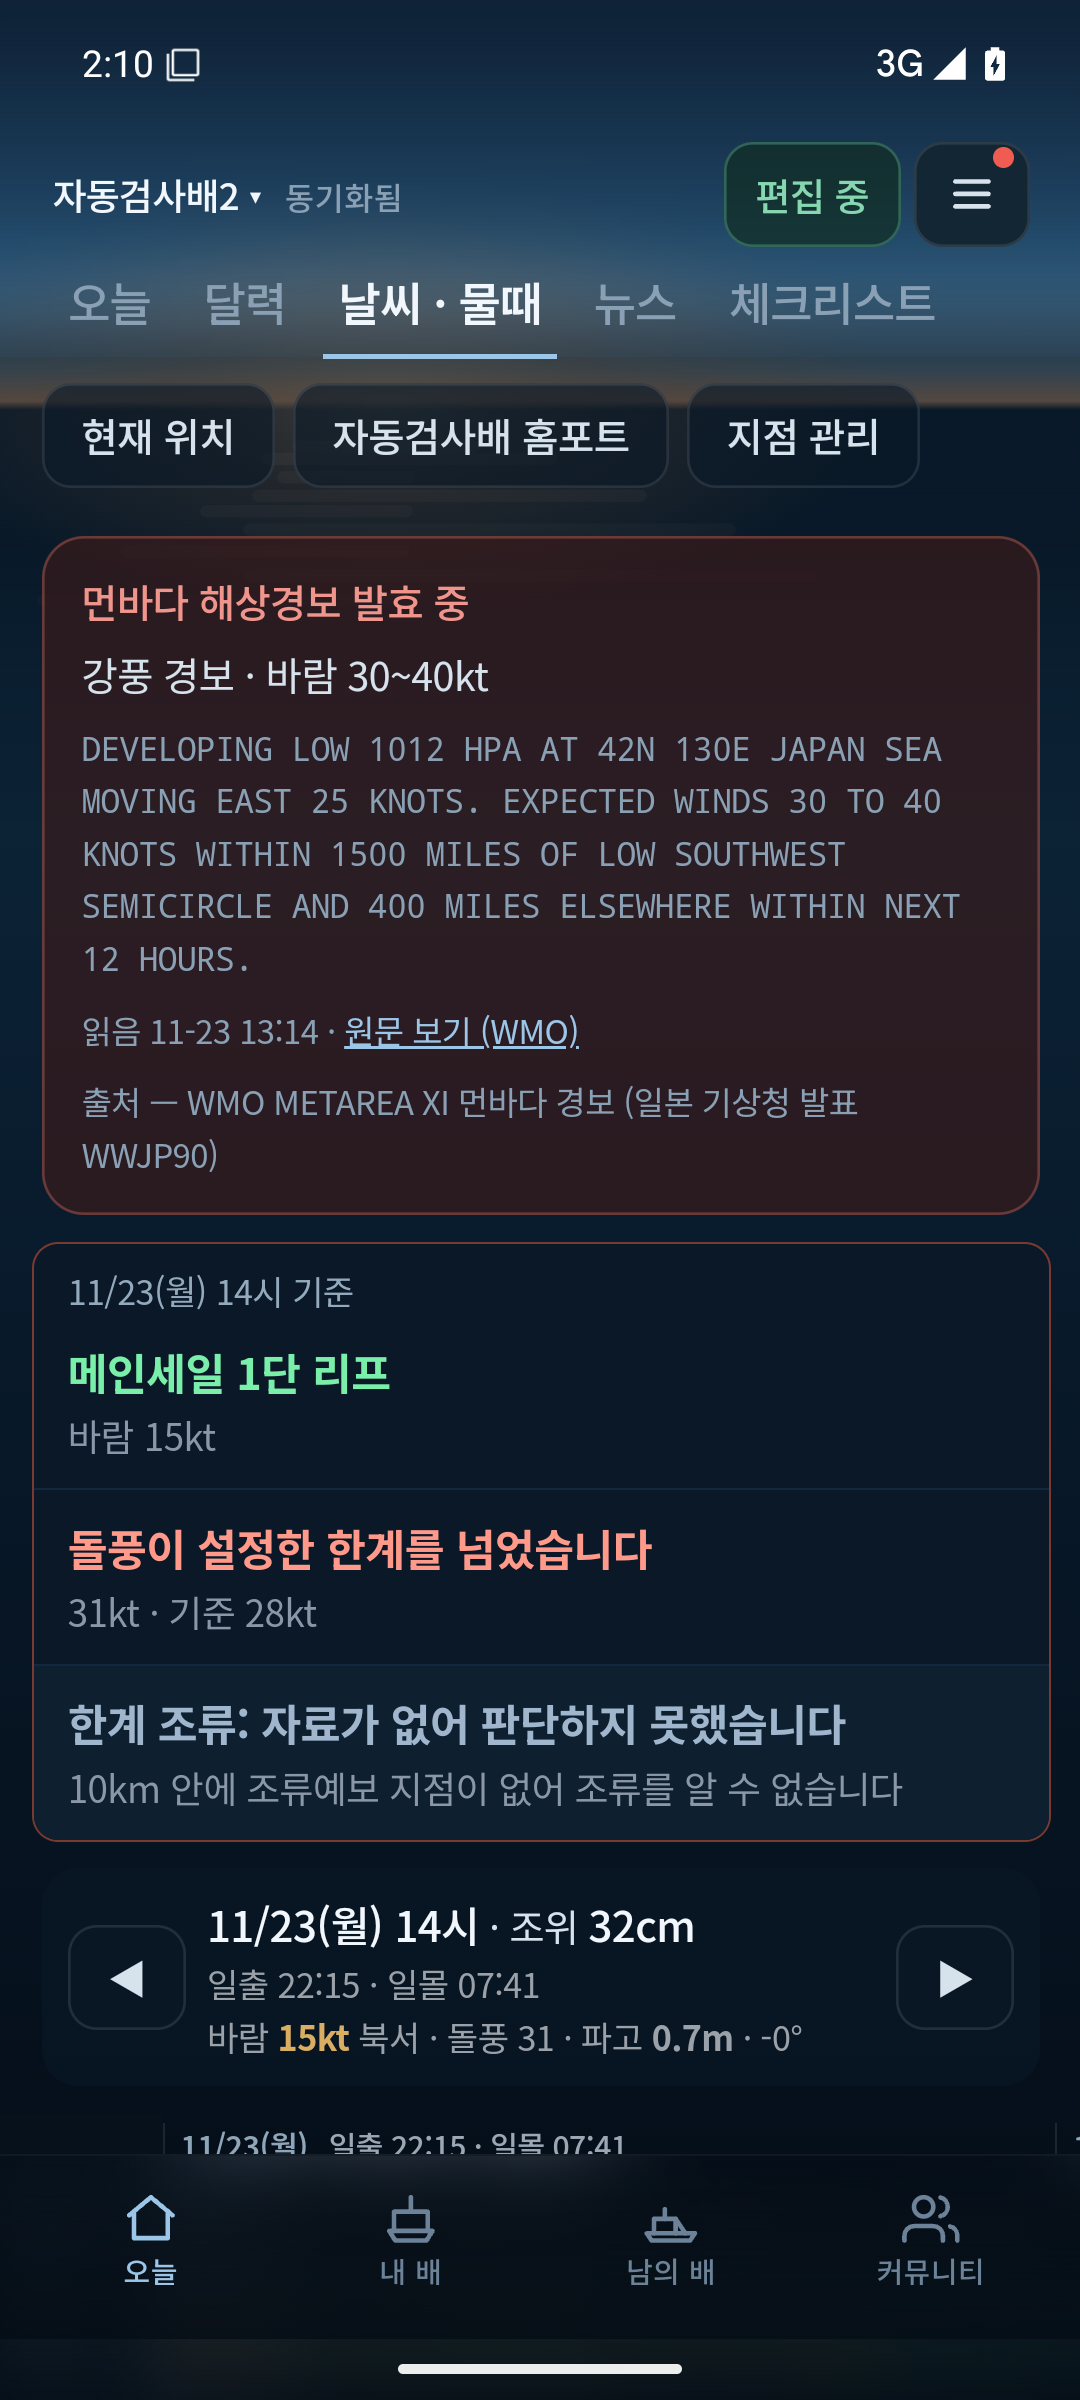 2:10
3G
자동검사배2 ▾ 동기화됨
편집 중
오늘 달력 날씨 · 물때 뉴스 체크리스트
현재 위치 자동검사배 홈포트 지점 관리
먼바다 해상경보 발효 중
강풍 경보 · 바람 30~40kt
DEVELOPING LOW 1012 HPA AT 42N 130E JAPAN SEA
MOVING EAST 25 KNOTS. EXPECTED WINDS 30 TO 40
KNOTS WITHIN 1500 MILES OF LOW SOUTHWEST
SEMICIRCLE AND 400 MILES ELSEWHERE WITHIN NEXT
12 HOURS.
읽음 11-23 13:14 · 원문 보기 (WMO)
출처 — WMO METAREA XI 먼바다 경보 (일본 기상청 발표
WWJP90)
11/23(월) 14시 기준
메인세일 1단 리프
바람 15kt
돌풍이 설정한 한계를 넘었습니다
31kt · 기준 28kt
한계 조류: 자료가 없어 판단하지 못했습니다
10km 안에 조류예보 지점이 없어 조류를 알 수 없습니다
11/23(월) 14시 · 조위 32cm
일출 22:15 · 일몰 07:41
바람 15kt 북서 · 돌풍 31 · 파고 0.7m · -0°
11/23(월) 일출 22:15 · 일몰 07:41
오늘 내 배 남의 배 커뮤니티